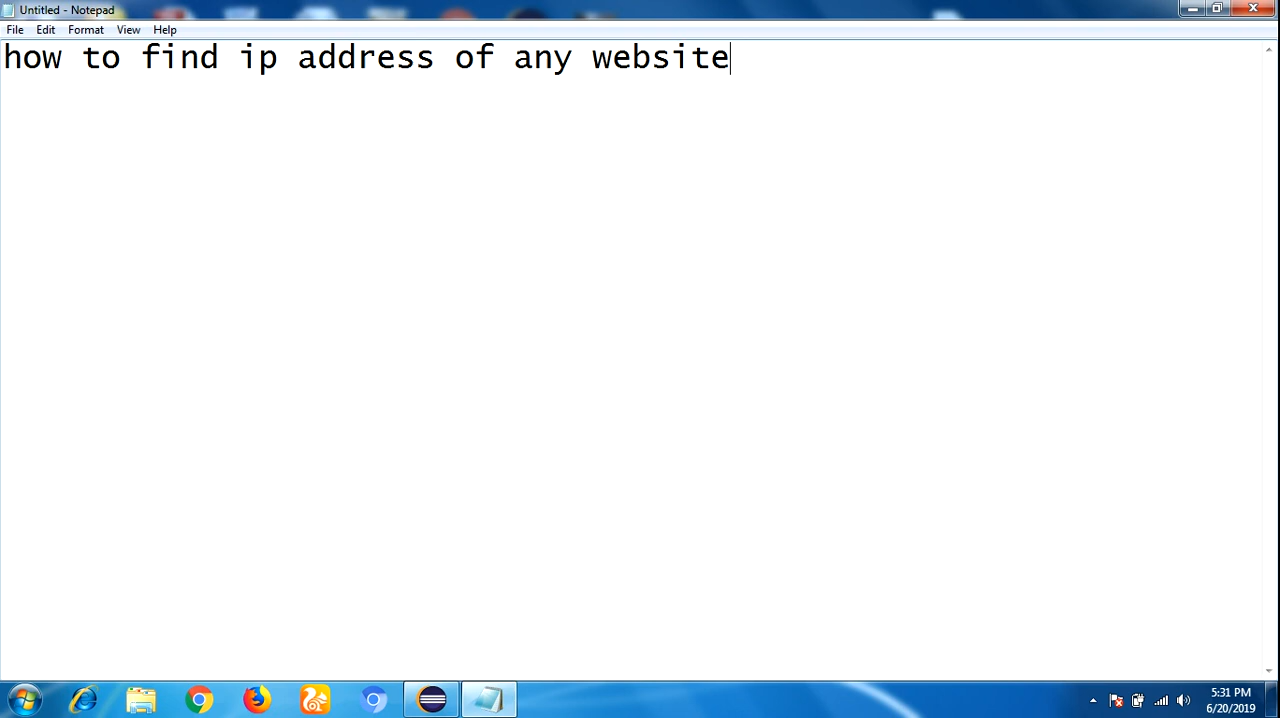 Untitled - Notepad
File Edit Format View Help
how to find ip address of any website
5:31 PM
6/20/2019